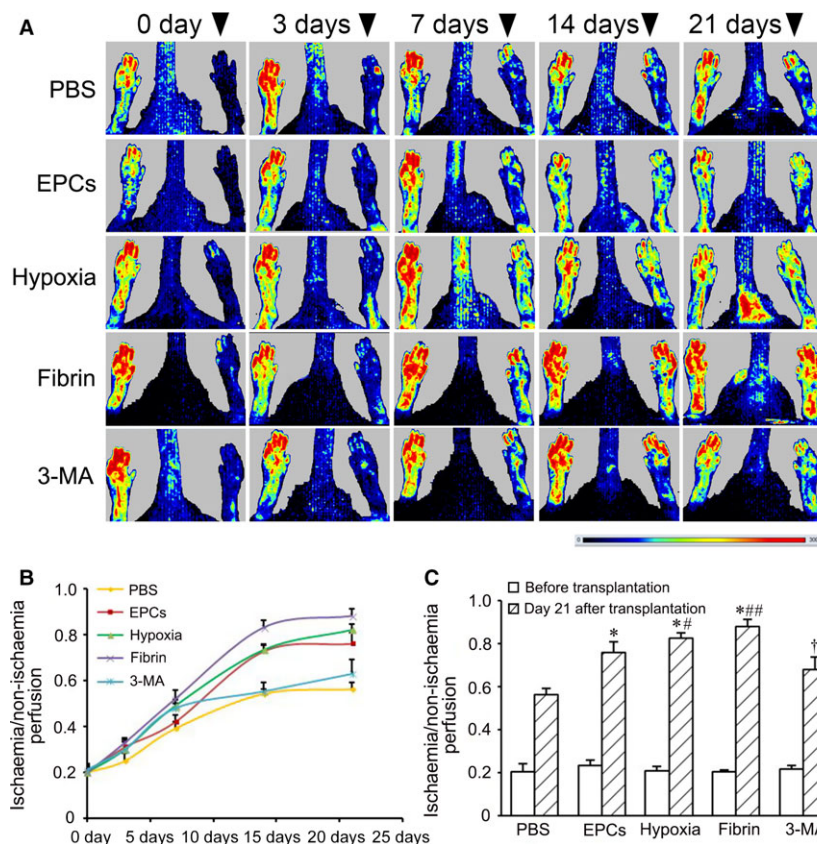 A
0 day 3 days 7 days 14 days 21 days
PBS
EPCs
Hypoxia
Fibrin
3-MA
0
B
Ischaemia/non-ischaemia
perfusion
1.0
0.8
0.6
0.4
0.2
0
PBS
EPCs
Hypoxia
Fibrin
3-MA
0 day 5 days 10 days 15 days 20 days 25 days
C
Ischaemia/non-ischaemia
perfusion
1.0
0.8
0.6
0.4
0.2
0
Before transplantation
Day 21 after transplantation
*
*#
*##
†
PBS EPCs Hypoxia Fibrin